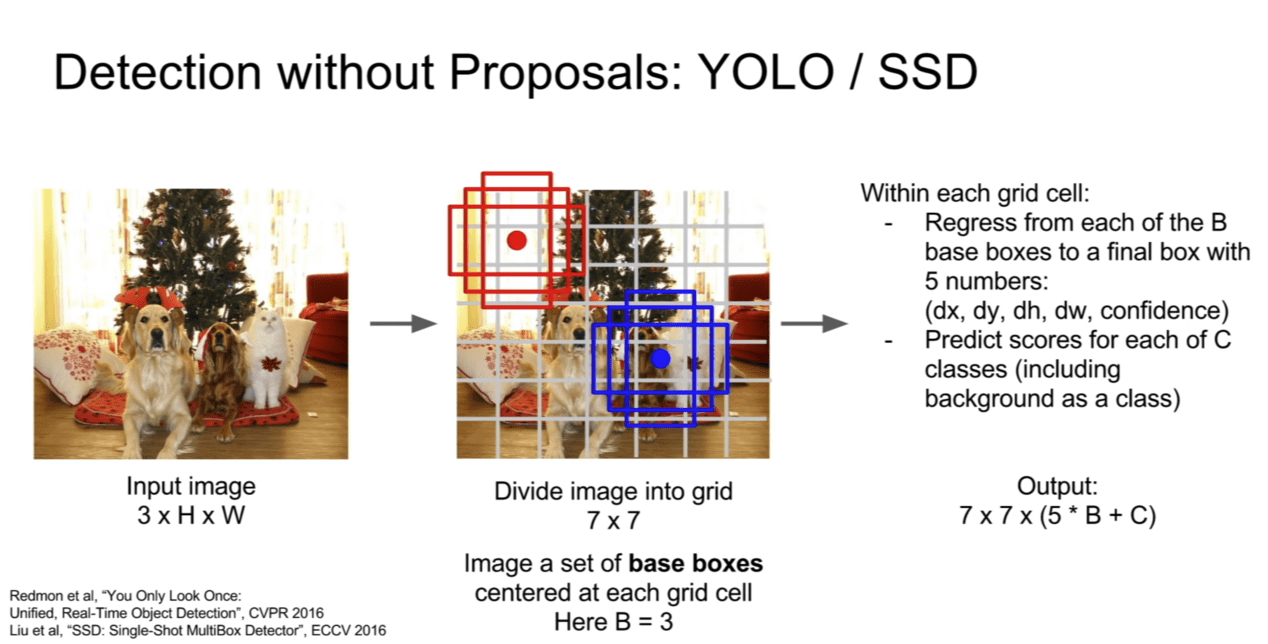 Detection without Proposals: YOLO / SSD
Input image
3 x H x W
Divide image into grid
7 x 7
Image a set of base boxes
centered at each grid cell
Here B = 3
Within each grid cell:
- Regress from each of the B
base boxes to a final box with
5 numbers:
(dx, dy, dh, dw, confidence)
- Predict scores for each of C
classes (including
background as a class)
Output:
7 x 7 x (5 * B + C)
Redmon et al, “You Only Look Once:
Unified, Real-Time Object Detection”, CVPR 2016
Liu et al, “SSD: Single-Shot MultiBox Detector”, ECCV 2016